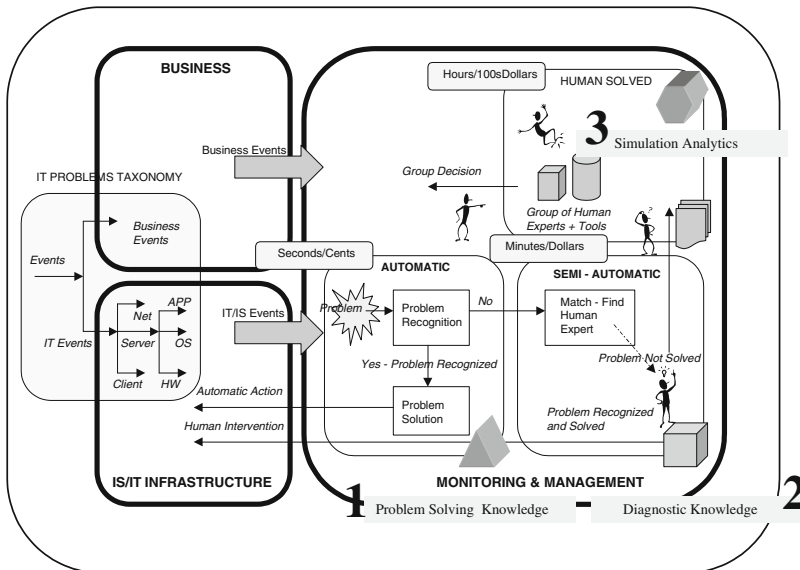 BUSINESS
Hours/100sDollars
HUMAN SOLVED
3
Simulation Analytics
Business Events
IT PROBLEMS TAXONOMY
Group Decision
Group of Human
Experts + Tools
Business
Events
Events
Seconds/Cents
Minutes/Dollars
AUTOMATIC
SEMI - AUTOMATIC
IT Events
Net
Server
Client
APP
OS
HW
IT/IS Events
Problem
Problem
Recognition
No
Match - Find
Human
Expert
Problem Not Solved
Yes - Problem Recognized
Automatic Action
Problem
Solution
Human Intervention
Problem Recognized
and Solved
IS/IT INFRASTRUCTURE
MONITORING & MANAGEMENT
1
Problem Solving Knowledge
Diagnostic Knowledge
2